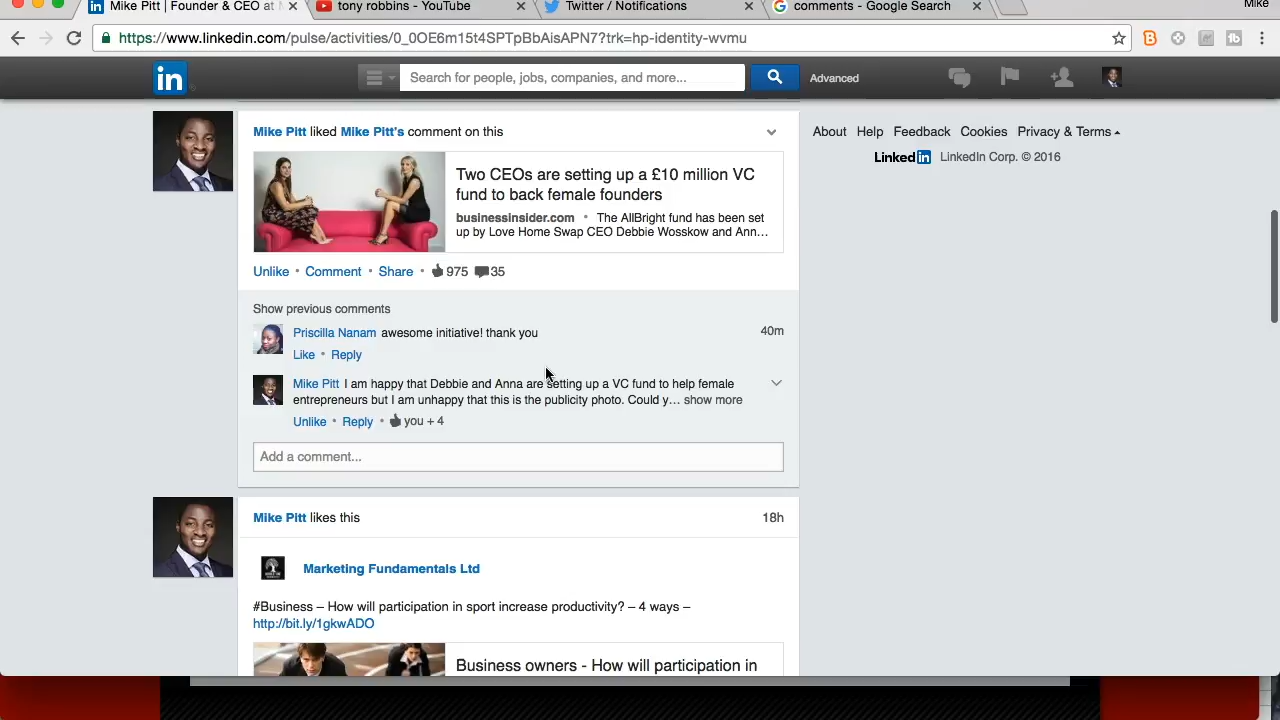 Mike Pitt | Founder & CEO at M
tony robbins - YouTube
Twitter / Notifications
comments - Google Search
Mike
https://www.linkedin.com/pulse/activities/0_0OE6m15t4SPTpBbAisAPN7?trk=hp-identity-wvmu
in
Search for people, jobs, companies, and more...
Advanced
Mike Pitt liked Mike Pitt's comment on this
About Help Feedback Cookies Privacy & Terms
LinkedIn LinkedIn Corp. © 2016
Two CEOs are setting up a £10 million VC
fund to back female founders
businessinsider.com • The AllBright fund has been set
up by Love Home Swap CEO Debbie Wosskow and Ann...
Unlike • Comment • Share • 975 35
Show previous comments
Priscilla Nanam awesome initiative! thank you
40m
Like • Reply
Mike Pitt I am happy that Debbie and Anna are setting up a VC fund to help female
entrepreneurs but I am unhappy that this is the publicity photo. Could y... show more
Unlike • Reply • you + 4
Add a comment...
Mike Pitt likes this
18h
Marketing Fundamentals Ltd
#Business – How will participation in sport increase productivity? – 4 ways –
http://bit.ly/1gkwADO
Business owners - How will participation in